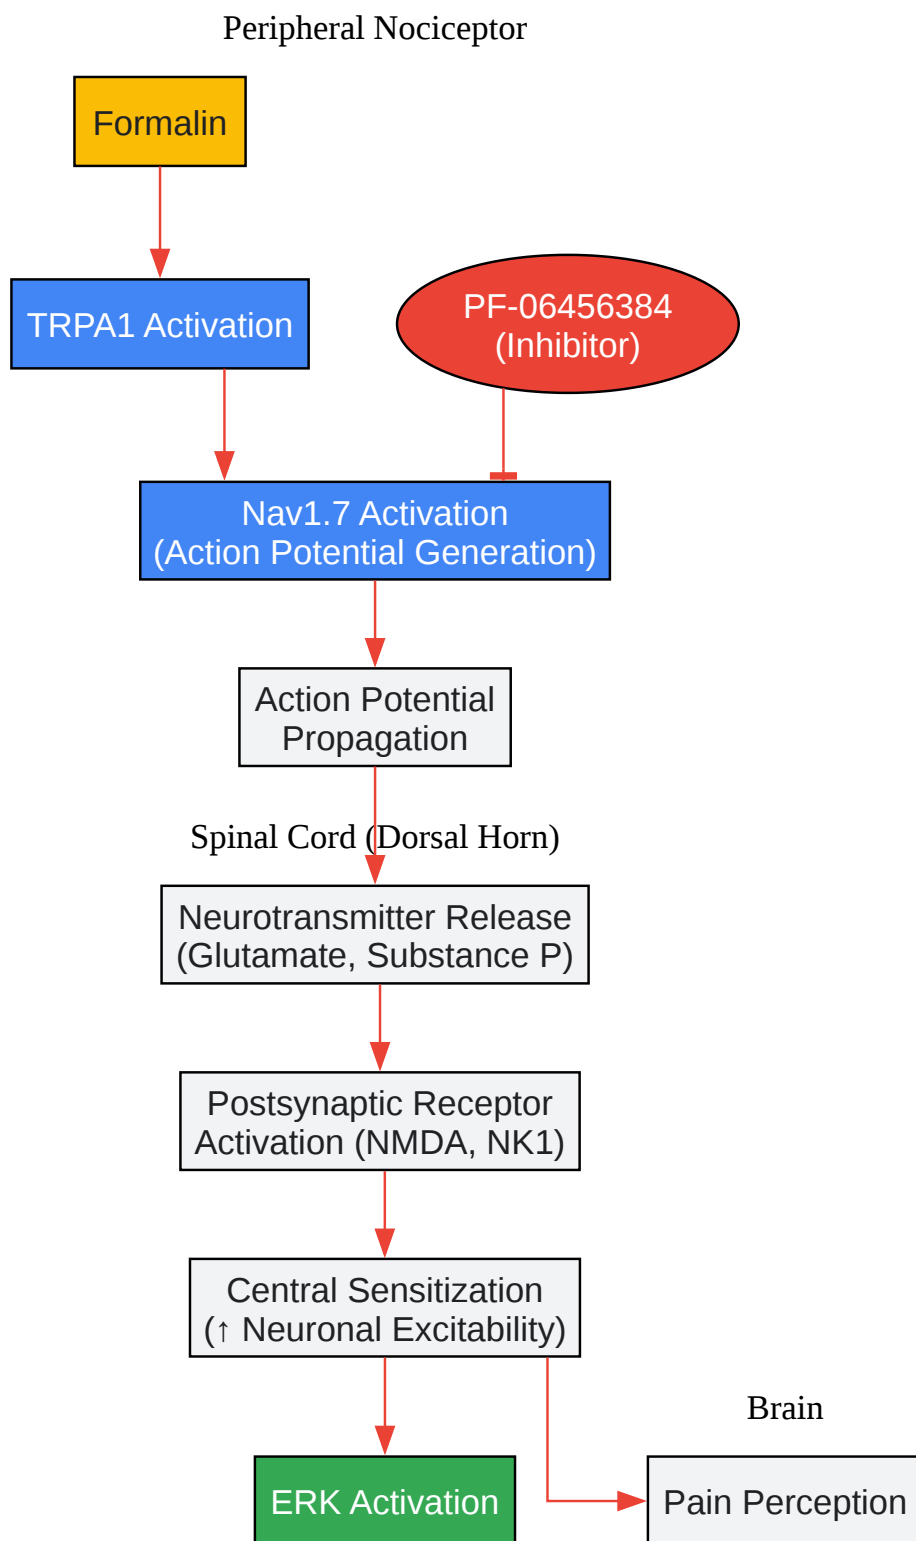 Peripheral Nociceptor
Formalin
TRPA1 Activation
PF-06456384
(Inhibitor)
Nav1.7 Activation
(Action Potential Generation)
Action Potential
Propagation
Spinal Cord (Dorsal Horn)
Neurotransmitter Release
(Glutamate, Substance P)
Postsynaptic Receptor
Activation (NMDA, NK1)
Central Sensitization
(↑ Neuronal Excitability)
Brain
ERK Activation
Pain Perception